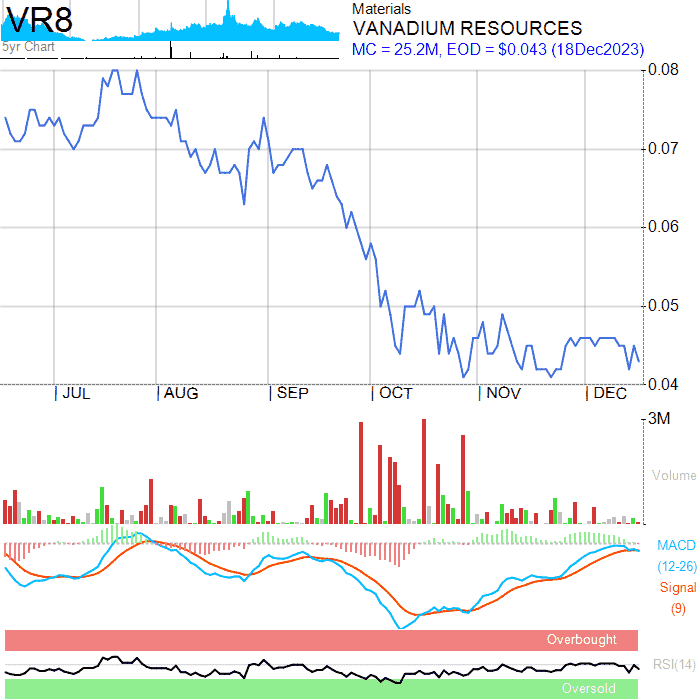 VR8
5yr Chart
Materials
VANADIUM RESOURCES
MC = 25.2M, EOD = $0.043 (18Dec2023)
0.08
0.07
0.06
0.05
0.04
JUL AUG SEP OCT NOV DEC
3M
Volume
MACD
(12-26)
Signal
(9)
Overbought
RSI(14)
Oversold